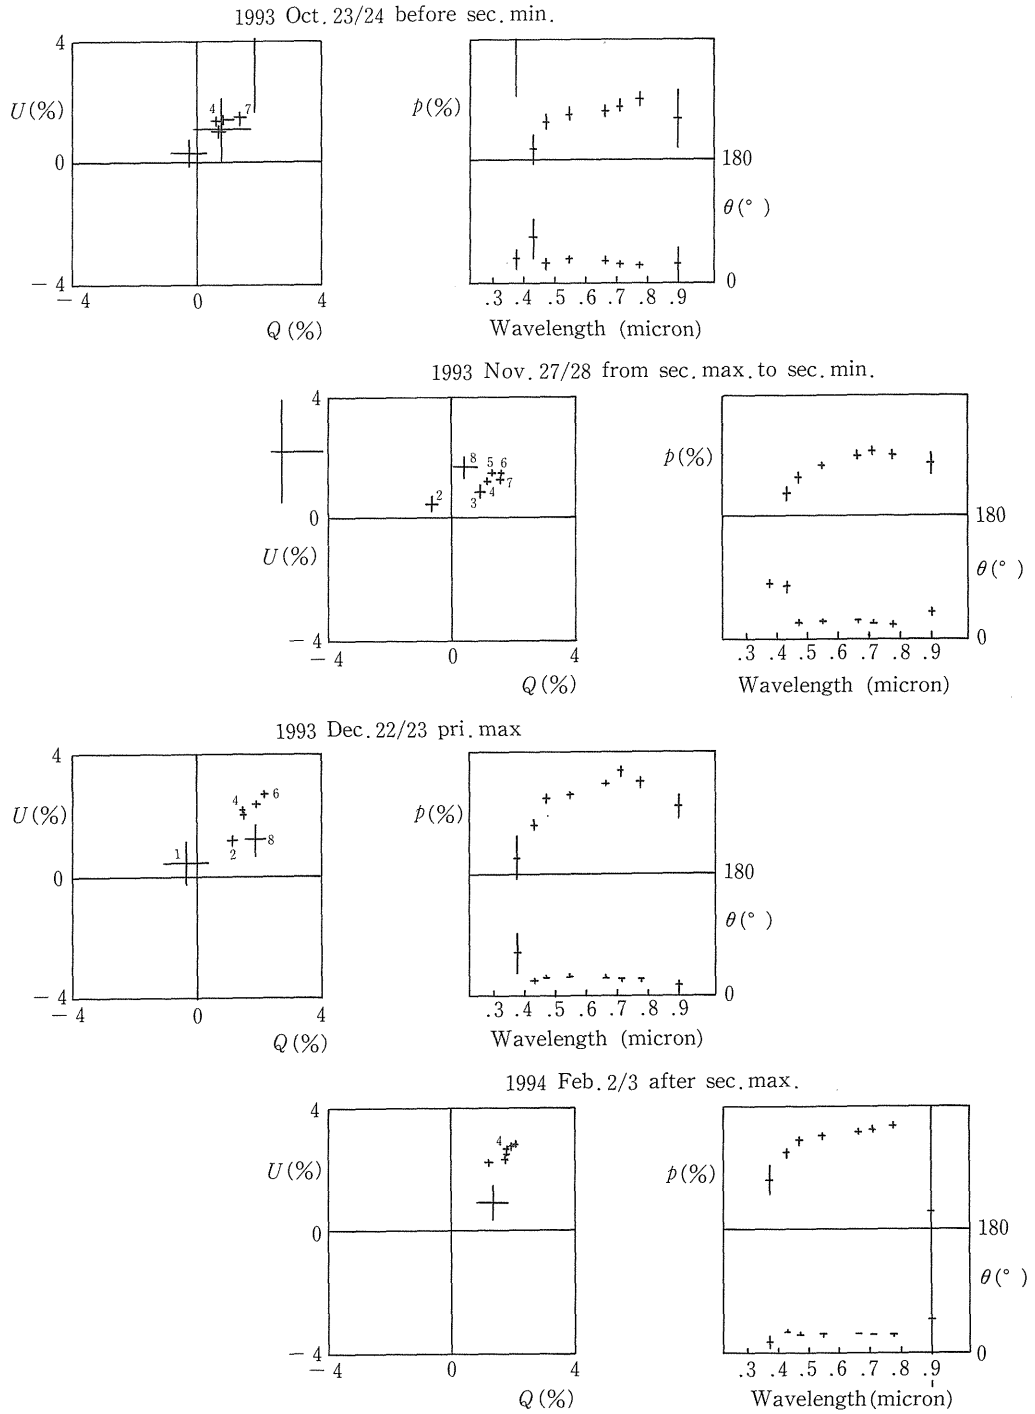 1993 Oct. 23/24 before sec. min.
4
U (%)
4
7
0
− 4
− 4
0
4
Q (%)
p (%)
180
θ (° )
0
.3 .4 .5 .6 .7 .8 .9
Wavelength (micron)
1993 Nov. 27/28 from sec. max. to sec. min.
4
8
5
6
7
2
3
4
0
U (%)
− 4
− 4
0
4
Q (%)
p (%)
180
θ (° )
0
.3 .4 .5 .6 .7 .8 .9
Wavelength (micron)
1993 Dec. 22/23 pri. max
4
U (%)
4
6
1
2
8
0
− 4
− 4
0
4
Q (%)
p (%)
180
θ (° )
0
.3 .4 .5 .6 .7 .8 .9
Wavelength (micron)
1994 Feb. 2/3 after sec. max.
4
U (%)
4
0
− 4
− 4
0
4
Q (%)
p (%)
180
θ (° )
0
.3 .4 .5 .6 .7 .8 .9
Wavelength (micron)